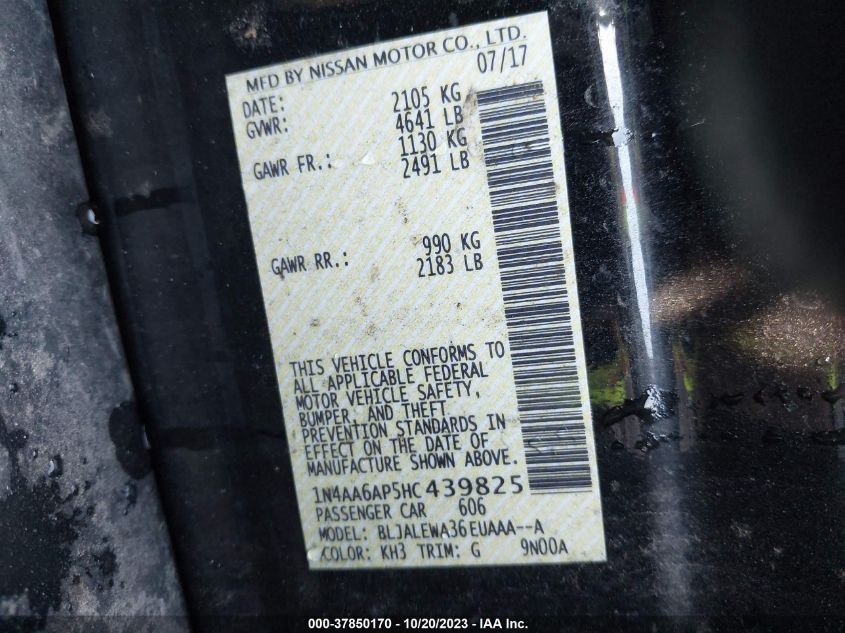 MFD BY NISSAN MOTOR CO., LTD.
DATE: 07/17
GVWR: 2105 KG
4641 LB
GAWR FR.: 1130 KG
2491 LB
GAWR RR.: 990 KG
2183 LB
THIS VEHICLE CONFORMS TO
ALL APPLICABLE FEDERAL
MOTOR VEHICLE SAFETY,
BUMPER, AND THEFT
PREVENTION STANDARDS IN
EFFECT ON THE DATE OF
MANUFACTURE SHOWN ABOVE.
1N4AA6AP5HC439825
PASSENGER CAR 606
MODEL: BLJALEWA36EUAAA--A
COLOR: KH3 TRIM: G 9N00A
000-37850170 - 10/20/2023 - IAA Inc.